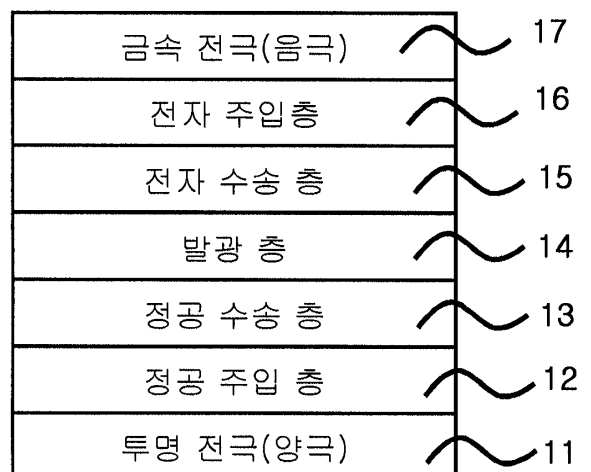 금속 전극(음극) 17
전자 주입층 16
전자 수송 층 15
발광 층 14
정공 수송 층 13
정공 주입 층 12
투명 전극(양극) 11